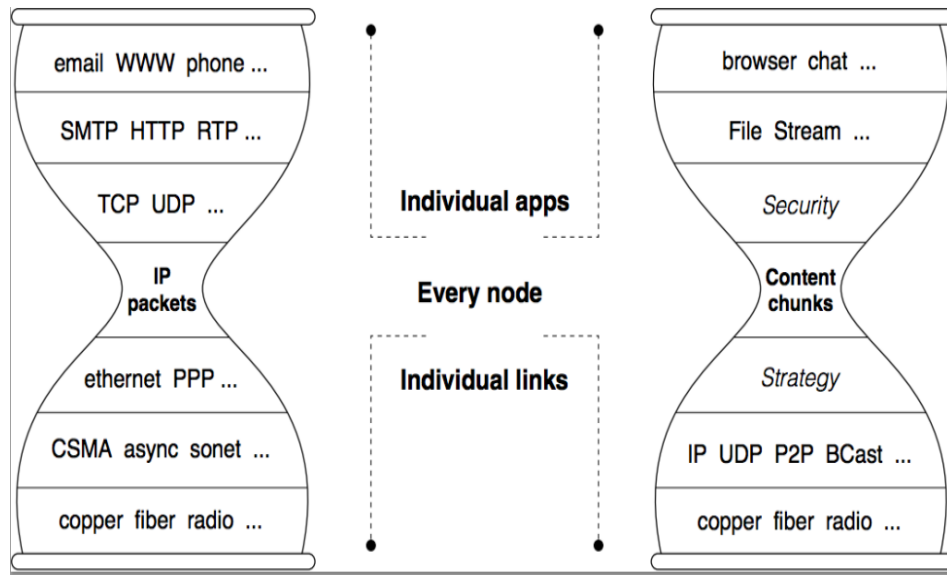 email WWW phone ...
SMTP HTTP RTP ...
TCP UDP ...
IP
packets
ethernet PPP ...
CSMA async sonet ...
copper fiber radio ...
Individual apps
Every node
Individual links
browser chat ...
File Stream ...
Security
Content
chunks
Strategy
IP UDP P2P BCast ...
copper fiber radio ...